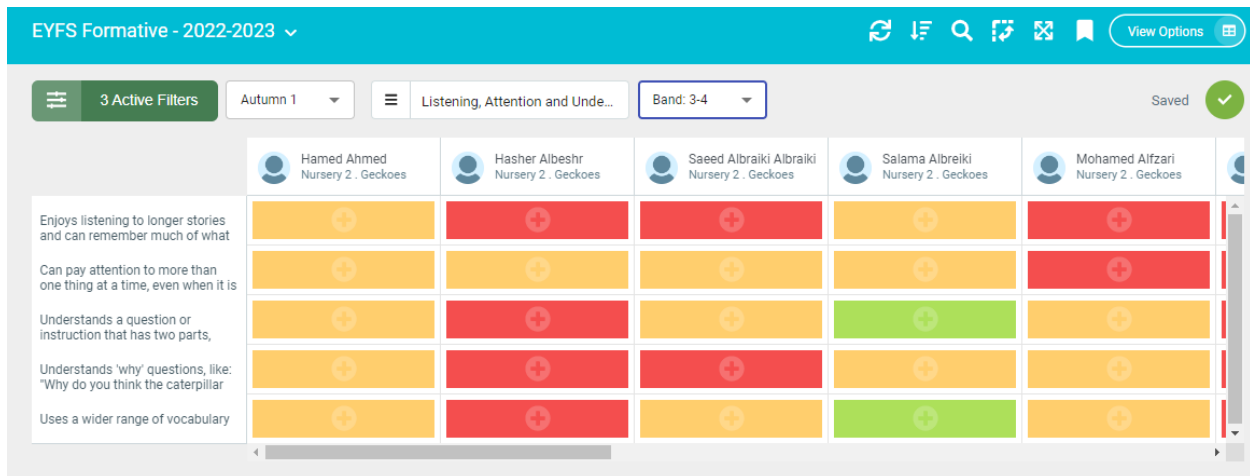 EYFS Formative - 2022-2023
View Options
3 Active Filters
Autumn 1
Listening, Attention and Unde...
Band: 3-4
Saved
Hamed Ahmed
Nursery 2 . Geckoes
Hasher Albeshr
Nursery 2 . Geckoes
Saeed Albraiki Albraiki
Nursery 2 . Geckoes
Salama Albreiki
Nursery 2 . Geckoes
Mohamed Alfzari
Nursery 2 . Geckoes
Enjoys listening to longer stories
and can remember much of what
Can pay attention to more than
one thing at a time, even when it is
Understands a question or
instruction that has two parts,
Understands 'why' questions, like:
"Why do you think the caterpillar
Uses a wider range of vocabulary